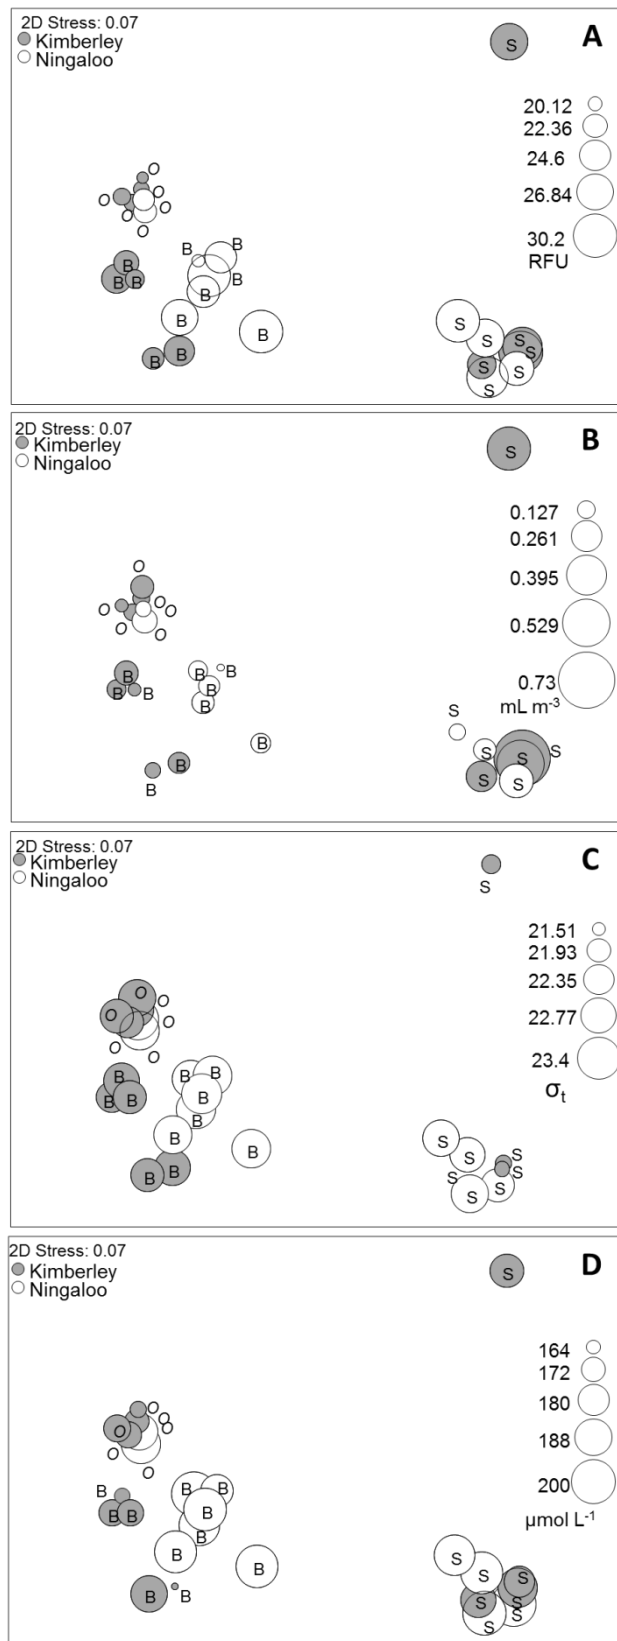 2D Stress: 0.07
A
Kimberley
Ningaloo
S
20.12
22.36
24.6
26.84
30.2
RFU
O
O
O
O
O
O
B
B
B
B
B
B
B
B
B
B
B
S
S
S
S
S
S
S
2D Stress: 0.07
B
Kimberley
Ningaloo
S
0.127
0.261
0.395
0.529
0.73
mL m-3
O
O
O
O
O
O
B
B
B
B
B
B
B
B
B
B
S
S
S
S
S
S
2D Stress: 0.07
C
Kimberley
Ningaloo
S
21.51
21.93
22.35
22.77
23.4
σt
O
O
O
O
O
B
B
B
B
B
B
B
B
B
B
B
S
S
S
S
S
S
S
2D Stress: 0.07
D
Kimberley
Ningaloo
S
164
172
180
188
200
µmol L-1
O
O
O
O
O
O
B
B
B
B
B
B
B
B
B
B
S
S
S
S
S
S
S